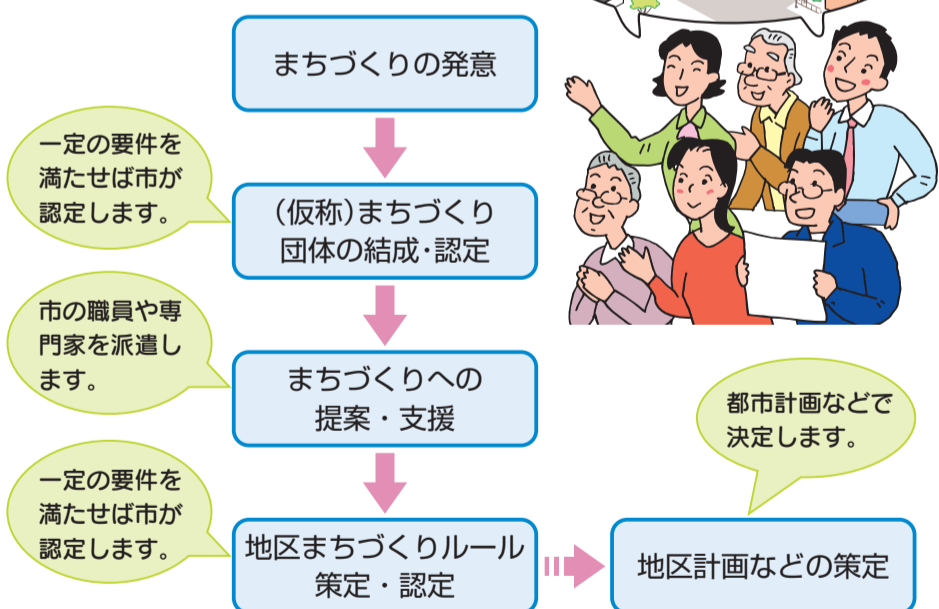 まちづくりの発意
一定の要件を
満たせば市が
認定します。
(仮称)まちづくり
団体の結成・認定
市の職員や専
門家を派遣し
ます。
まちづくりへの
提案・支援
都市計画などで
決定します。
一定の要件を
満たせば市が
認定します。
地区まちづくりルール
策定・認定
地区計画などの策定